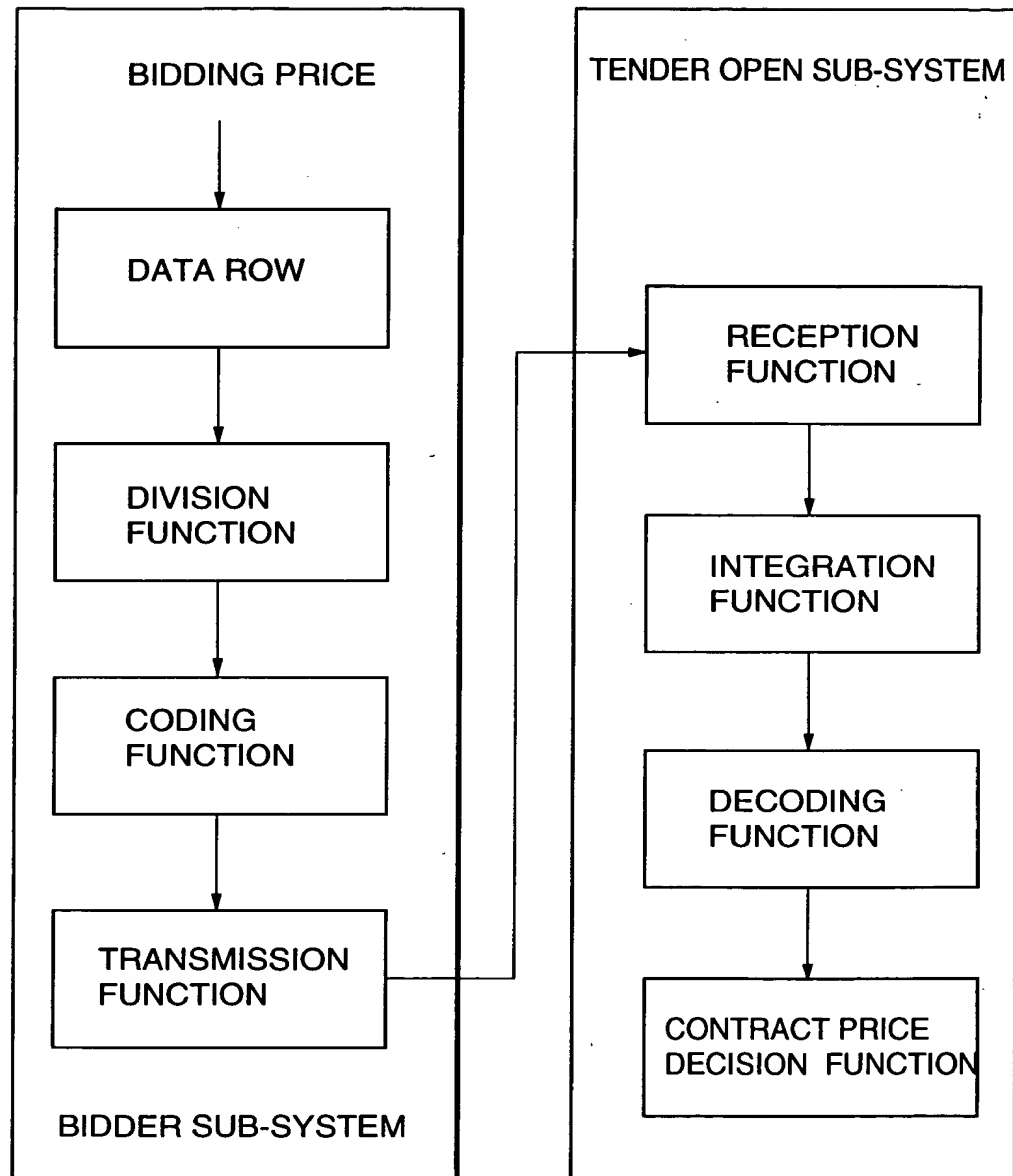 BIDDING PRICE
DATA ROW
DIVISION
FUNCTION
CODING
FUNCTION
TRANSMISSION
FUNCTION
BIDDER SUB-SYSTEM
TENDER OPEN SUB-SYSTEM
RECEPTION
FUNCTION
INTEGRATION
FUNCTION
DECODING
FUNCTION
CONTRACT PRICE
DECISION FUNCTION